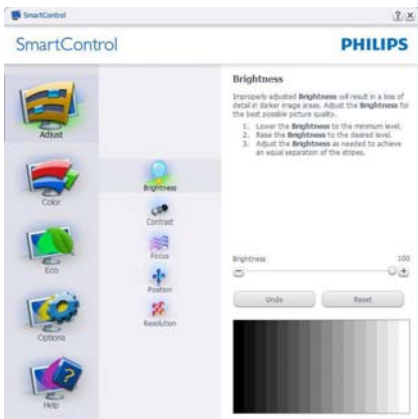 SmartControl
SmartControl
PHILIPS
Adjust
Color
Eco
Options
Help
Brightness
Contrast
Focus
Position
Resolution
Brightness
Improperly adjusted Brightness will result in a loss of
detail in darker image areas. Adjust the Brightness for
the best possible picture quality.
1. Lower the Brightness to the minimum level.
2. Raise the Brightness to the desired level.
3. Adjust the Brightness as needed to achieve
an equal separation of the stripes.
Brightness 100
Undo Reset